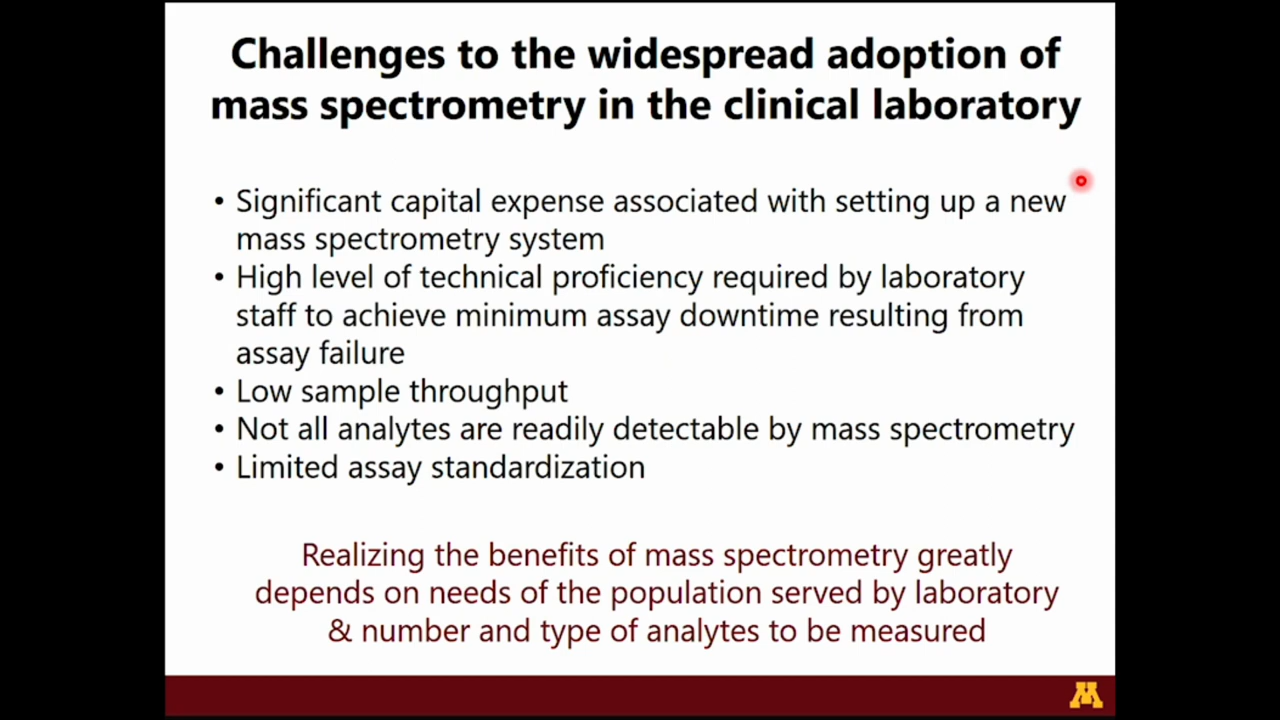 Challenges to the widespread adoption of
mass spectrometry in the clinical laboratory
• Significant capital expense associated with setting up a new
mass spectrometry system
• High level of technical proficiency required by laboratory
staff to achieve minimum assay downtime resulting from
assay failure
• Low sample throughput
• Not all analytes are readily detectable by mass spectrometry
• Limited assay standardization
Realizing the benefits of mass spectrometry greatly
depends on needs of the population served by laboratory
& number and type of analytes to be measured
M